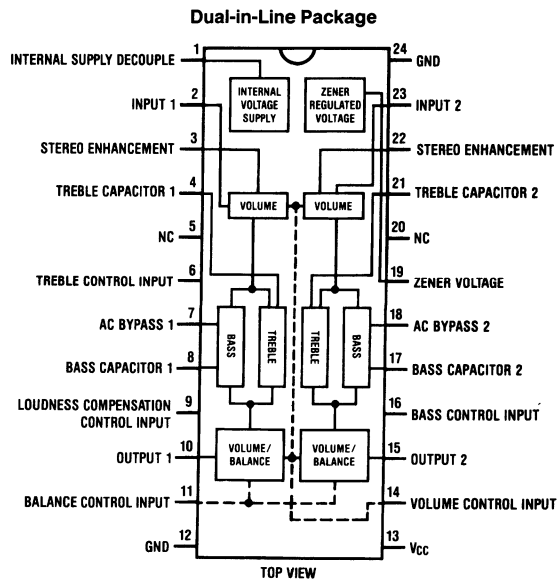 Dual-in-Line Package
1
INTERNAL SUPPLY DECOUPLE
2
INPUT 1
3
STEREO ENHANCEMENT
4
TREBLE CAPACITOR 1
5
NC
6
TREBLE CONTROL INPUT
7
AC BYPASS 1
8
BASS CAPACITOR 1
9
LOUDNESS COMPENSATION
CONTROL INPUT
10
OUTPUT 1
11
BALANCE CONTROL INPUT
12
GND
INTERNAL
VOLTAGE
SUPPLY
ZENER
REGULATED
VOLTAGE
VOLUME
VOLUME
BASS
TREBLE
TREBLE
BASS
VOLUME/
BALANCE
VOLUME/
BALANCE
24
GND
23
INPUT 2
22
STEREO ENHANCEMENT
21
TREBLE CAPACITOR 2
20
NC
19
ZENER VOLTAGE
18
AC BYPASS 2
17
BASS CAPACITOR 2
16
BASS CONTROL INPUT
15
OUTPUT 2
14
VOLUME CONTROL INPUT
13
VCC
TOP VIEW